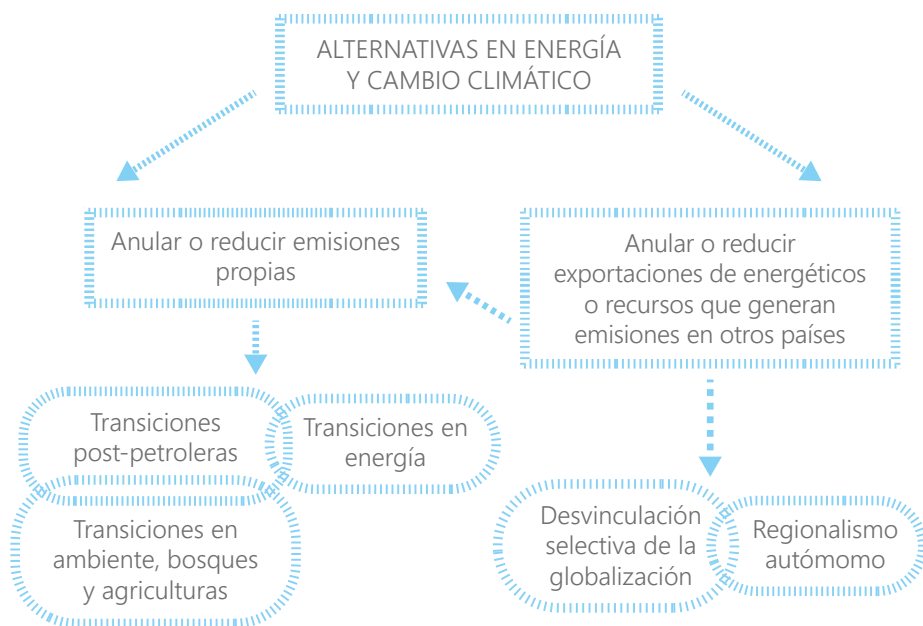 ALTERNATIVAS EN ENERGÍA
Y CAMBIO CLIMÁTICO
Anular o reducir emisiones
propias
Anular o reducir
exportaciones de energéticos
o recursos que generan
emisiones en otros países
Transiciones
post-petroleras
Transiciones en
energía
Transiciones en
ambiente, bosques
y agriculturas
Desvinculación
selectiva de la
globalización
Regionalismo
autómomo